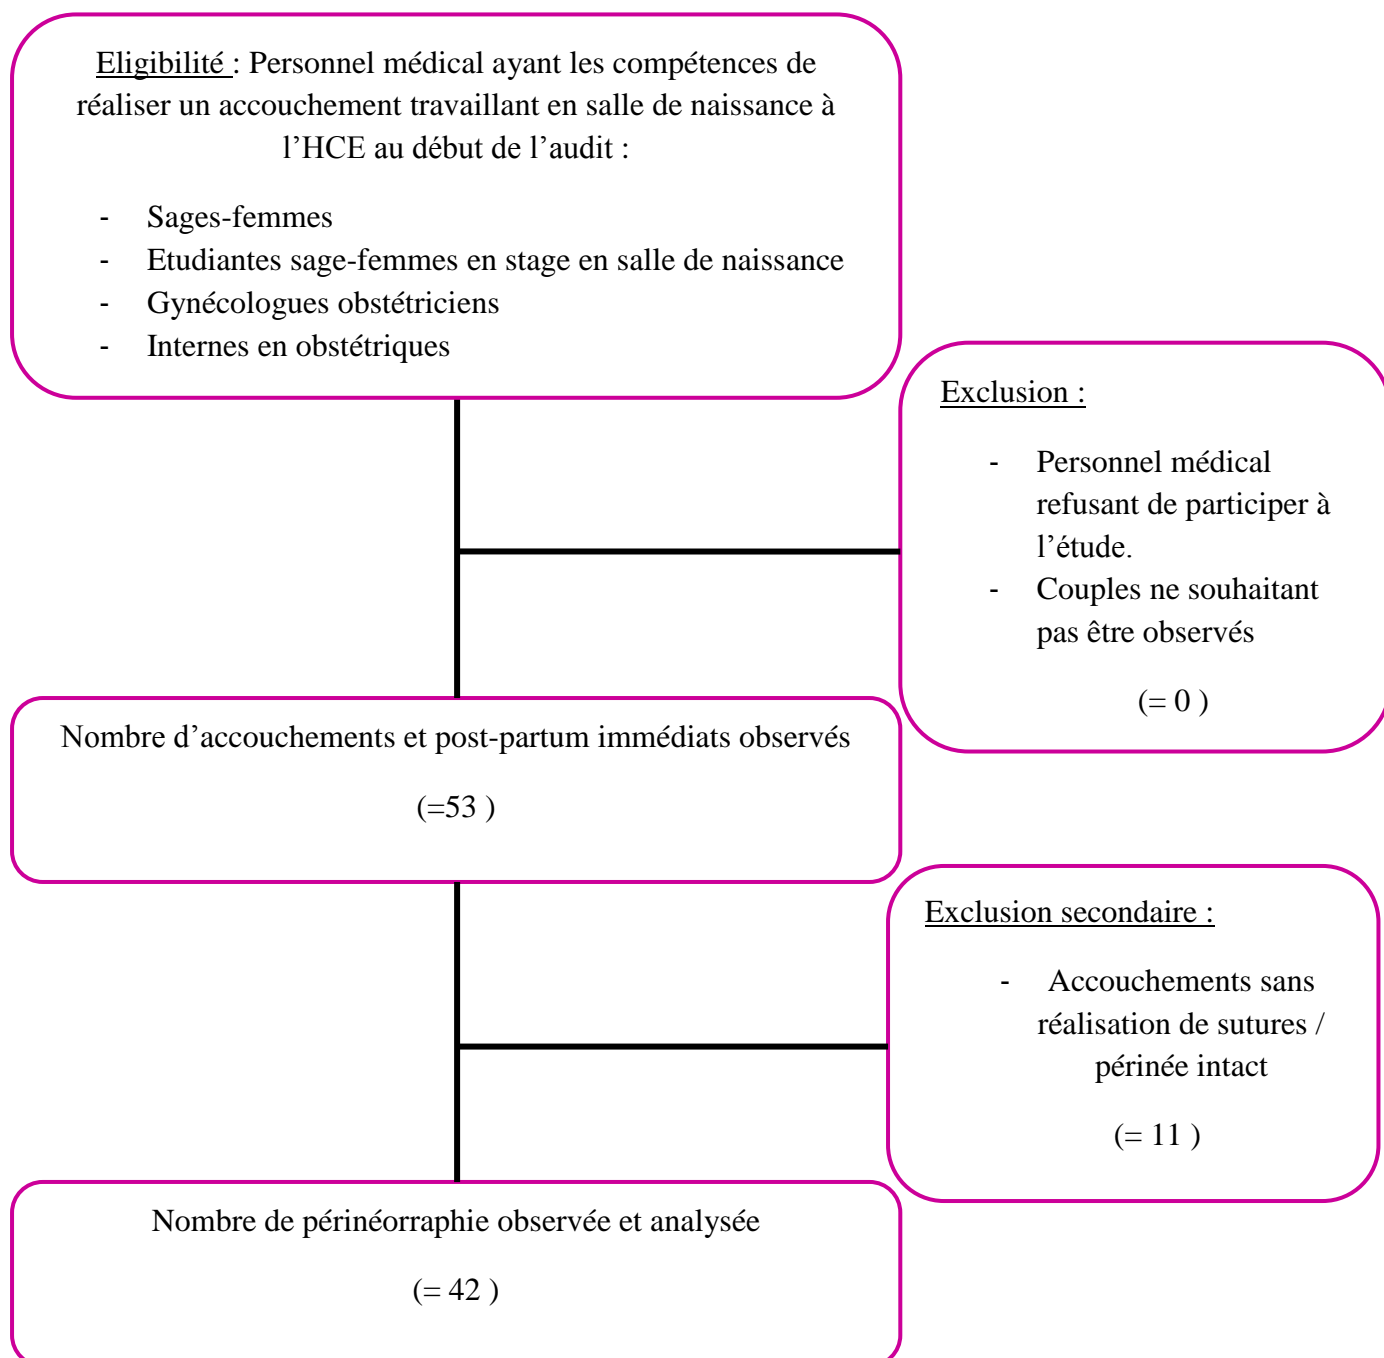 Eligibilité : Personnel médical ayant les compétences de
réaliser un accouchement travaillant en salle de naissance à
l’HCE au début de l’audit :
- Sages-femmes
- Etudiantes sage-femmes en stage en salle de naissance
- Gynécologues obstétriciens
- Internes en obstétriques
Exclusion :
- Personnel médical
refusant de participer à
l’étude.
- Couples ne souhaitant
pas être observés
(= 0 )
Nombre d’accouchements et post-partum immédiats observés
(=53 )
Exclusion secondaire :
- Accouchements sans
réalisation de sutures /
périnée intact
(= 11 )
Nombre de périnéorraphie observée et analysée
(= 42 )